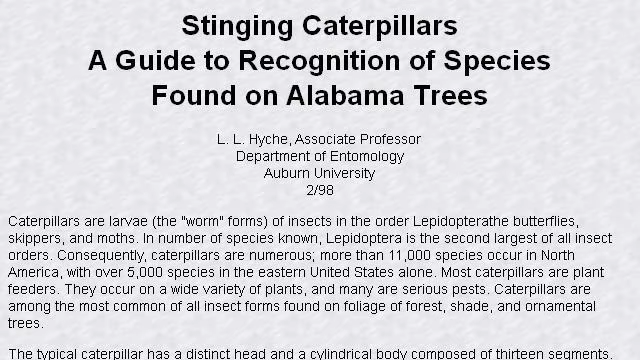 Stinging Caterpillars
A Guide to Recognition of Species
Found on Alabama Trees
L. L. Hyche, Associate Professor
Department of Entomology
Auburn University
2/98
Caterpillars are larvae (the "worm" forms) of insects in the order Lepidopterathe butterflies,
skippers, and moths. In number of species known, Lepidoptera is the second largest of all insect
orders. Consequently, caterpillars are numerous; more than 11,000 species occur in North
America, with over 5,000 species in the eastern United States alone. Most caterpillars are plant
feeders. They occur on a wide variety of plants, and many are serious pests. Caterpillars are
among the most common of all insect forms found on foliage of forest, shade, and ornamental
trees.
The typical caterpillar has a distinct head and a cylindrical body composed of thirteen segments.